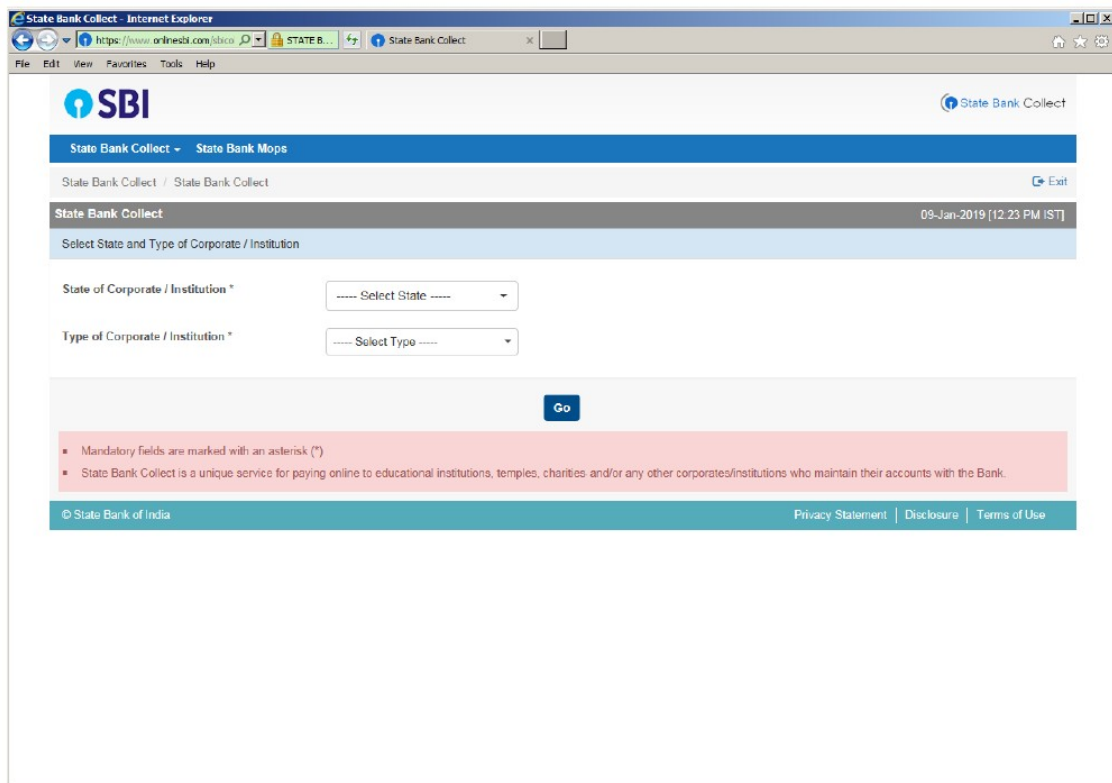 State Bank Collect - Internet Explorer
https://www.onlinesbi.com/sbico STATE B... State Bank Collect
File Edit View Favorites Tools Help
SBI State Bank Collect
State Bank Collect State Bank Mops
State Bank Collect / State Bank Collect Exit
State Bank Collect 09-Jan-2019 [12:23 PM IST]
Select State and Type of Corporate / Institution
State of Corporate / Institution * ----- Select State -----
Type of Corporate / Institution * ----- Select Type -----
Go
Mandatory fields are marked with an asterisk (*)
State Bank Collect is a unique service for paying online to educational institutions, temples, charities and/or any other corporates/institutions who maintain their accounts with the Bank.
© State Bank of India Privacy Statement | Disclosure | Terms of Use